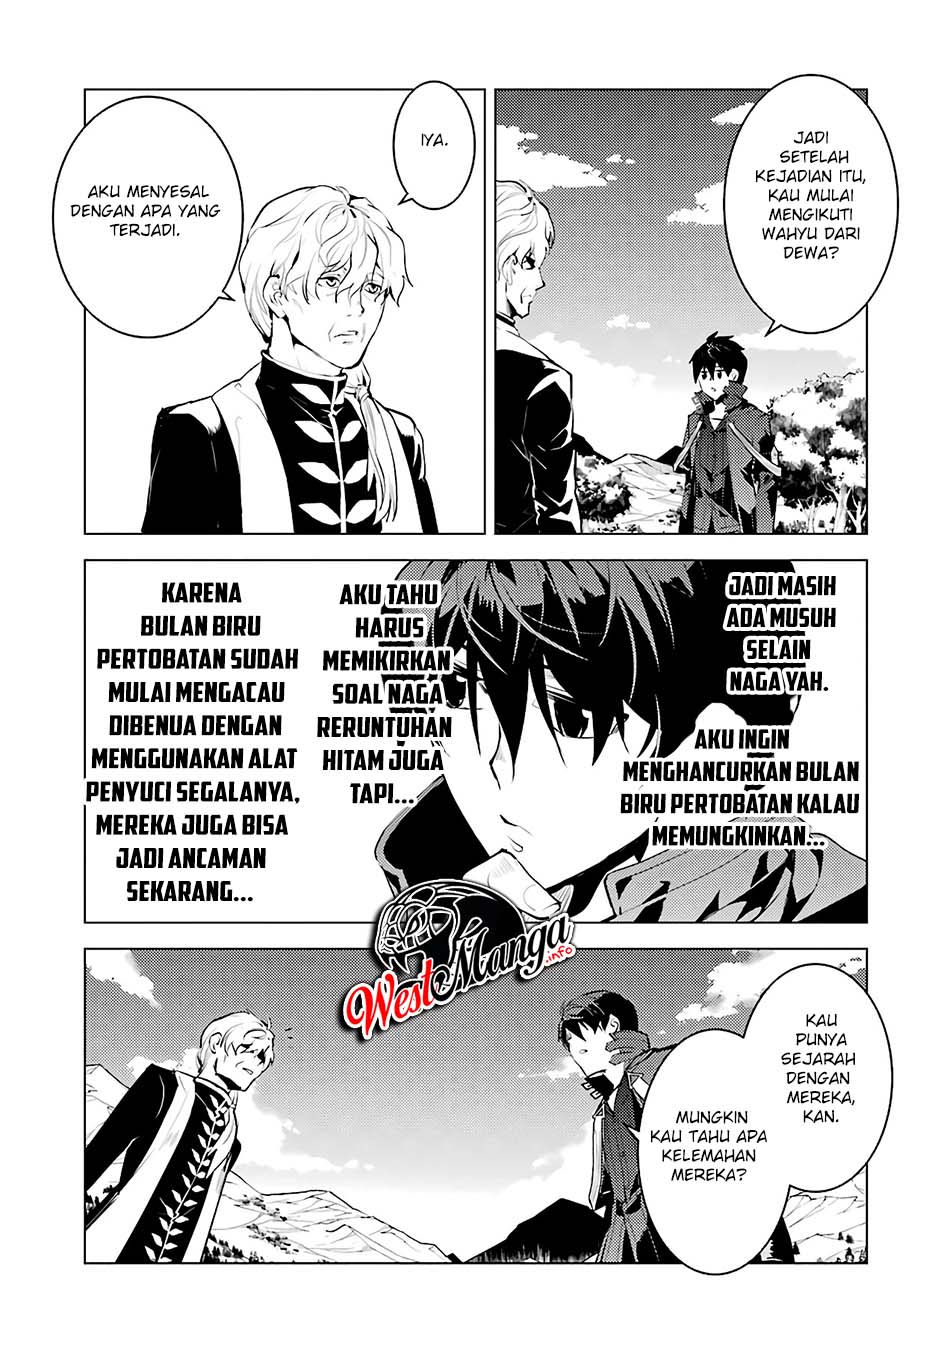 JADI
SETELAH
KEJADIAN ITU,
KAU MULAI
MENGIKUTI
WAHYU DARI
DEWA?
IYA.
AKU MENYESAL
DENGAN APA YANG
TERJADI.
JADI MASIH
ADA MUSUH
SELAIN
NAGA YAH.
AKU INGIN
MENGHANCURKAN BULAN
BIRU PERTOBATAN KALAU
MEMUNGKINKAN...
AKU TAHU
HARUS
MEMIKIRKAN
SOAL NAGA
RERUNTUHAN
HITAM JUGA
TAPI...
KARENA
BULAN BIRU
PERTOBATAN SUDAH
MULAI MENGACAU
DIBENUA DENGAN
MENGGUNAKAN ALAT
PENYUCI SEGALANYA,
MEREKA JUGA BISA
JADI ANCAMAN
SEKARANG...
WestManga.info
KAU
PUNYA
SEJARAH
DENGAN
MEREKA,
KAN.
MUNGKIN
KAU TAHU APA
KELEMAHAN
MEREKA?